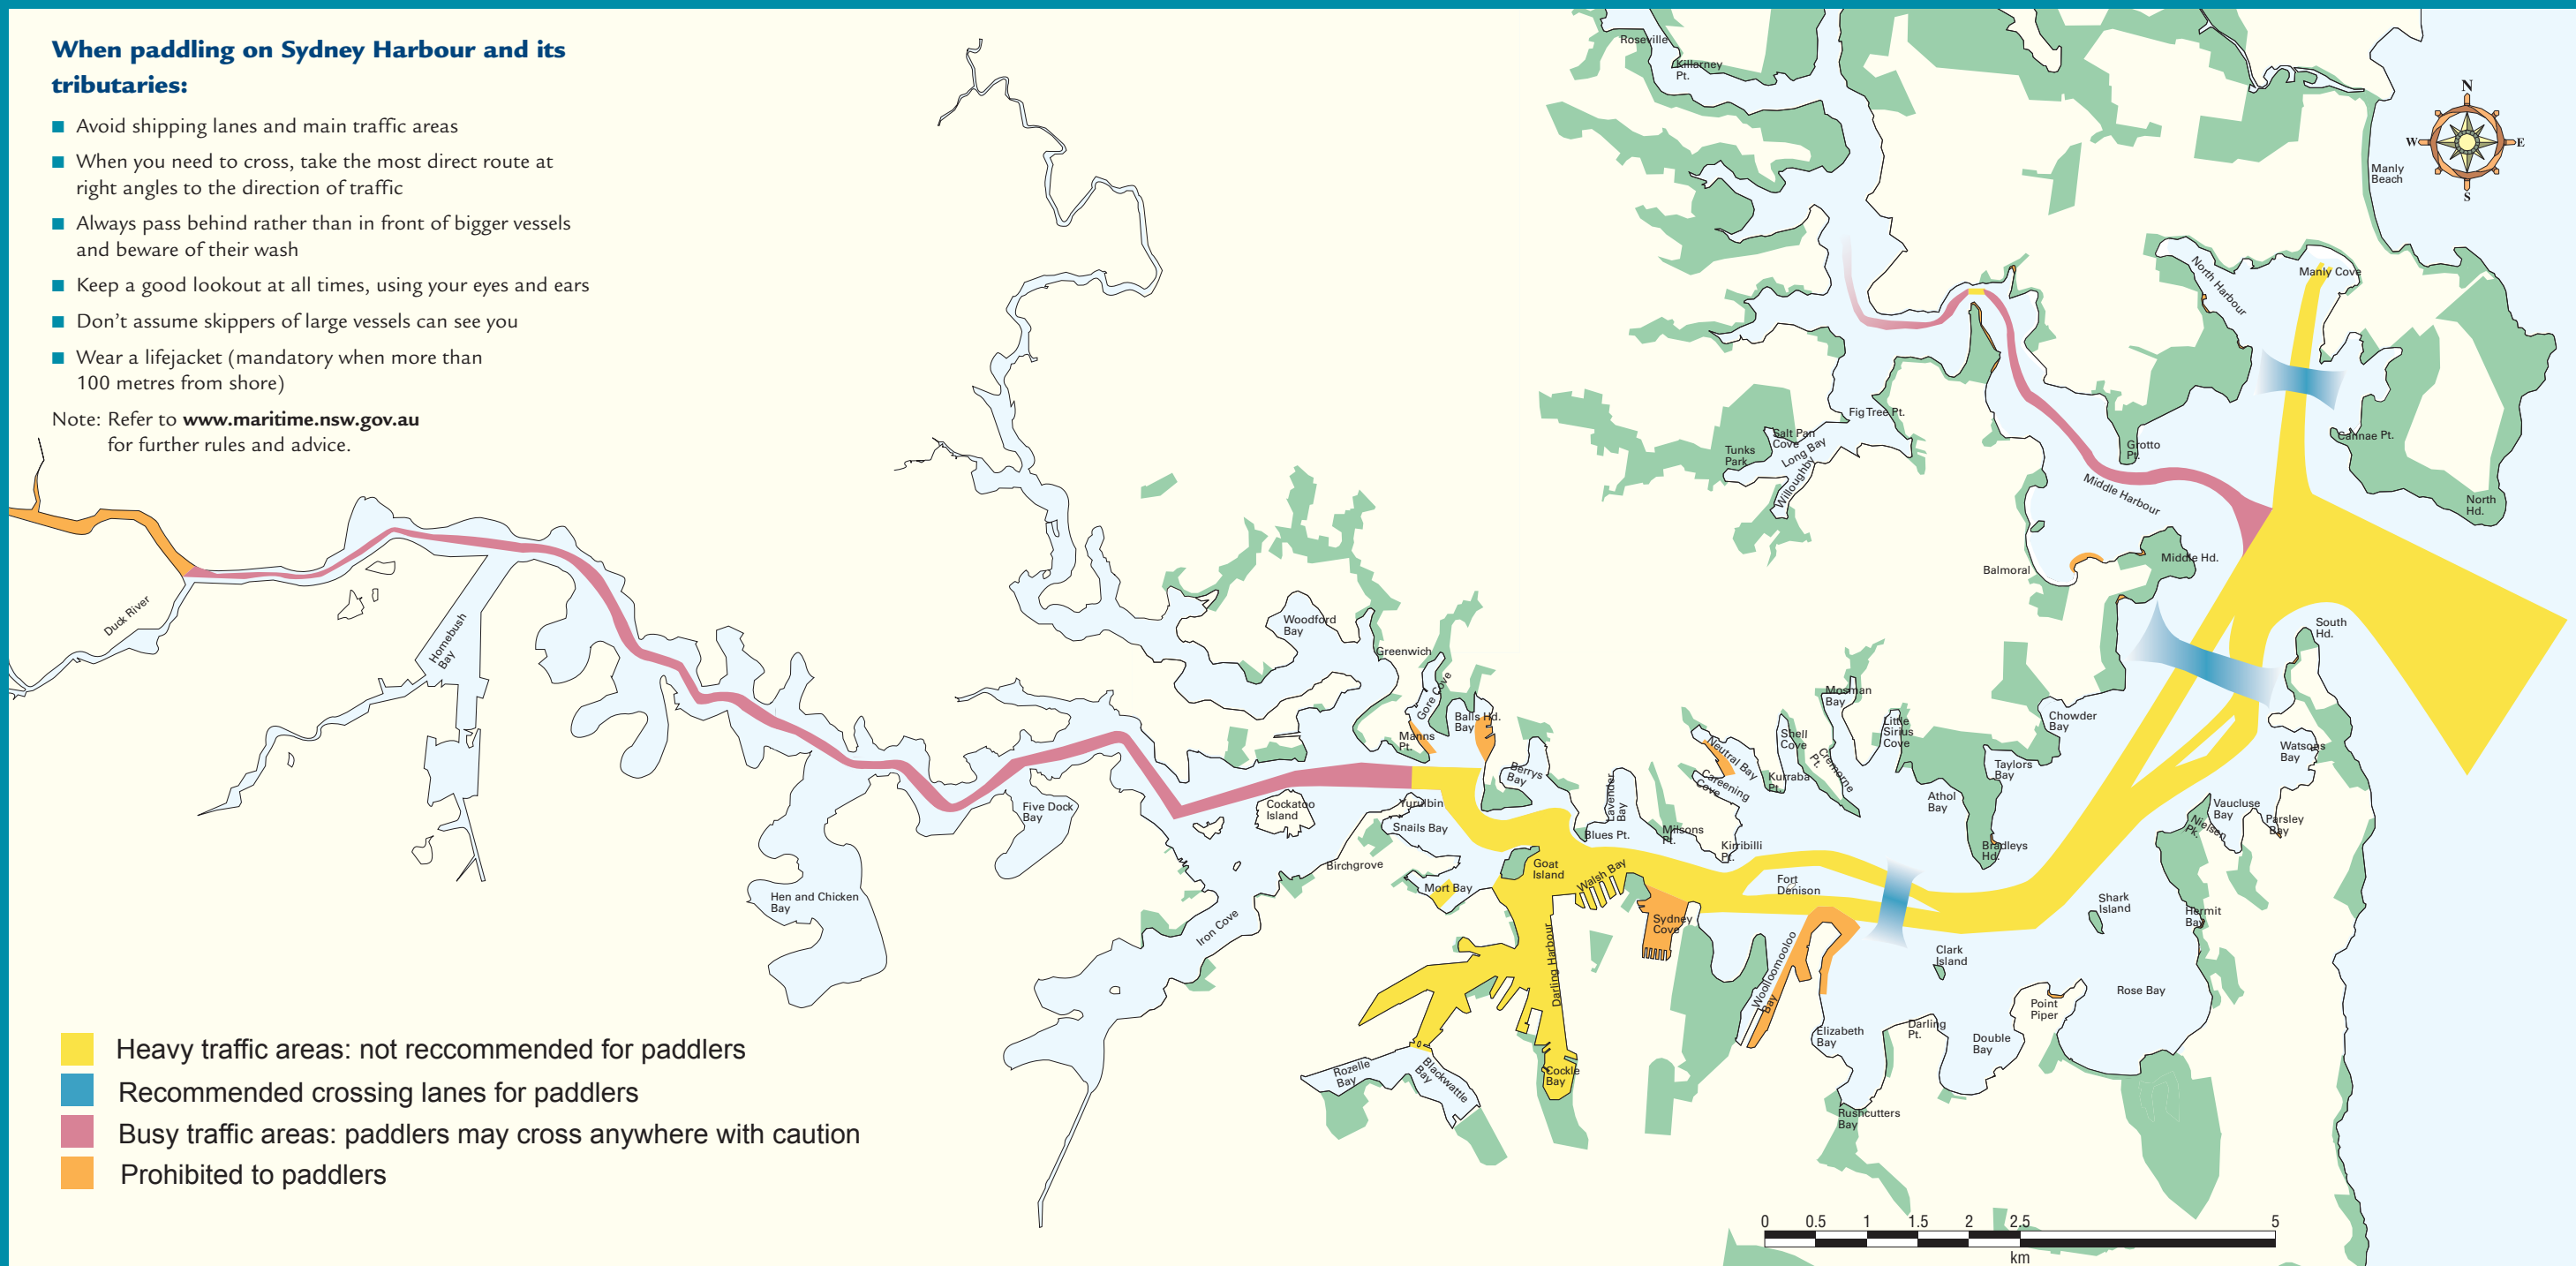 When paddling on Sydney Harbour and its
tributaries:
Avoid shipping lanes and main traffic areas
When you need to cross, take the most direct route at
right angles to the direction of traffic
Always pass behind rather than in front of bigger vessels
and beware of their wash
Keep a good lookout at all times, using your eyes and ears
Don't assume skippers of large vessels can see you
Wear a lifejacket (mandatory when more than
100 metres from shore)
Note: Refer to www.maritime.nsw.gov.au
for further rules and advice.
Roseville
Killarney
Pt.
N
W
E
S
Manly
Beach
North Harbour
Manly Cove
Fig Tree Pt.
Salt Pan
Cove
Long Bay
Tunks
Park
Willoughby
Grotto
Pt.
Cannae Pt.
Middle Harbour
North
Hd.
Middle Hd.
Balmoral
Duck River
Homebush
Bay
Woodford
Bay
Greenwich
South
Hd.
Gore Cove
Balls Hd.
Bay
Manns
Pt.
Mosman
Bay
Little
Sirius
Cove
Chowder
Bay
Shell
Cove
Neutral Bay
Cremorne
Pt.
Careening
Cove
Kurraba
Pt.
Watsons
Bay
Taylors
Bay
Berrys
Bay
Lavender
Bay
Five Dock
Bay
Cockatoo
Island
Yurulbin
Snails Bay
Athol
Bay
Vaucluse
Bay
Nielsen
Pk.
Parsley
Bay
Blues Pt.
Milsons
Pt.
Kirribilli
Pt.
Bradleys
Hd.
Birchgrove
Goat
Island
Walsh Bay
Mort Bay
Fort
Denison
Hen and Chicken
Bay
Iron Cove
Sydney
Cove
Shark
Island
Hermit
Bay
Darling Harbour
Woolloomooloo
Bay
Clark
Island
Rose Bay
Point
Piper
Elizabeth
Bay
Darling
Pt.
Double
Bay
Rozelle
Bay
Blackwattle
Bay
Cockle
Bay
Rushcutters
Bay
Heavy traffic areas: not reccommended for paddlers
Recommended crossing lanes for paddlers
Busy traffic areas: paddlers may cross anywhere with caution
Prohibited to paddlers
0 0.5 1 1.5 2 2.5 5
km